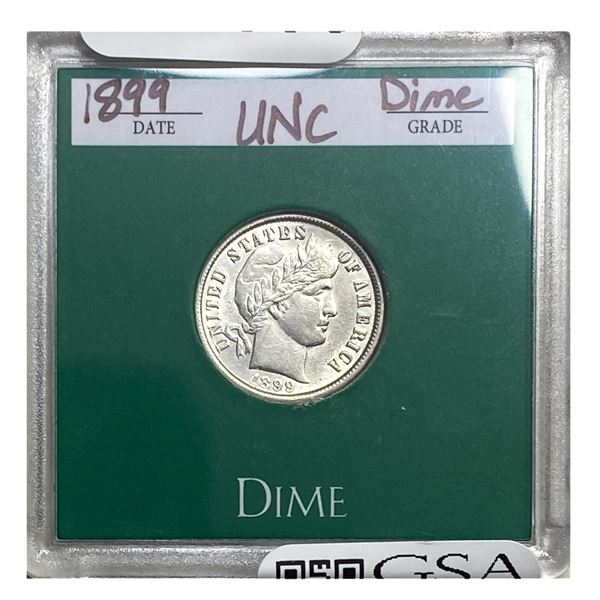 1899 UNC Dime
DATE GRADE
UNITED STATES OF AMERICA
1899
DIME
GSA